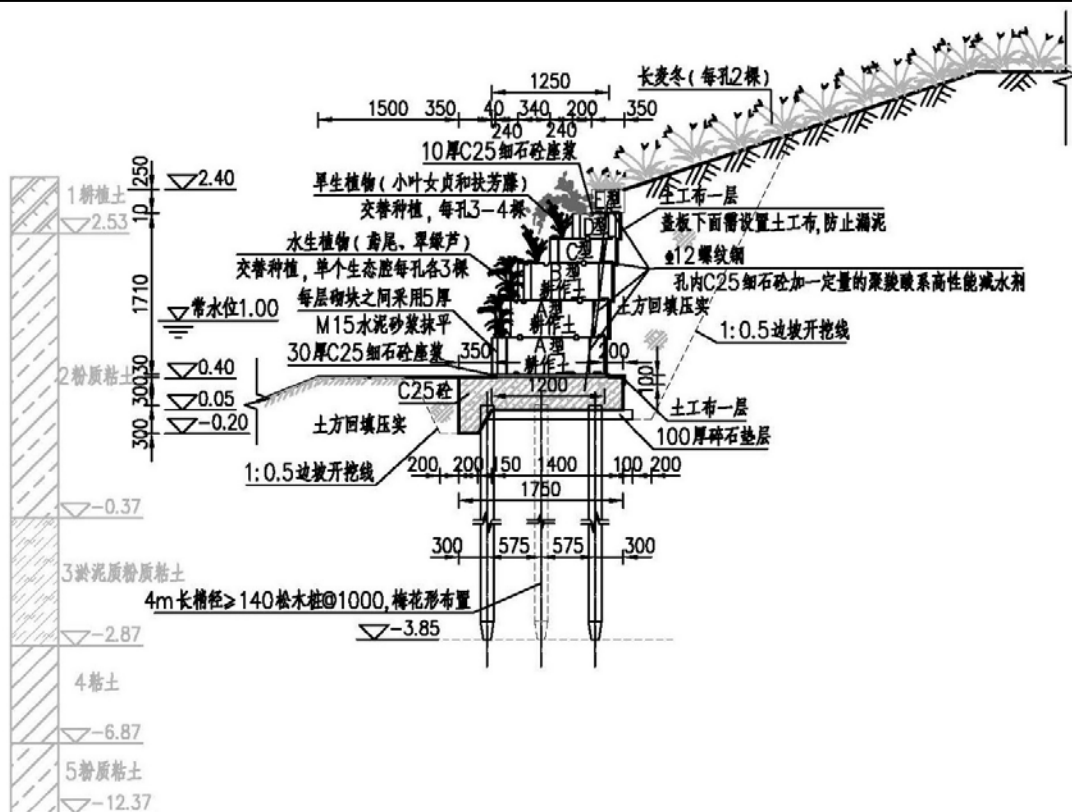 长麦冬(每孔2棵)
1250
1500 350 40 340 200 350
240 240
10厚C25细石砼座浆
旱生植物(小叶女贞和扶芳藤)
交替种植,每孔3-4棵
水生植物(鸢尾、翠绿芦)
交替种植,单个生态腔每孔各3棵
每层砌块之间采用5厚
M15水泥砂浆抹平
30厚C25细石砼座浆
E型
D型
C型
B型
耕作土
A型
耕作土
A型
耕作土
土工布一层
盖板下面需设置土工布,防止漏泥
⌀12螺纹钢
孔内C25细石砼加一定量的聚羧酸系高性能减水剂
土方回填压实
1:0.5边坡开挖线
250
10
1710
30
300
300
2.40
常水位1.00
0.40
0.05
-0.20
350
200
100
C25砼
1200
土工布一层
100厚碎石垫层
土方回填压实
1:0.5边坡开挖线
200 200 150 1400 100 200
1750
300 575 575 300
4m长梢径≥140松木桩@1000,梅花形布置
-3.85
1耕植土
2.53
2粉质粘土
-0.37
3淤泥质粉质粘土
-2.87
4粘土
-6.87
5粉质粘土
-12.37